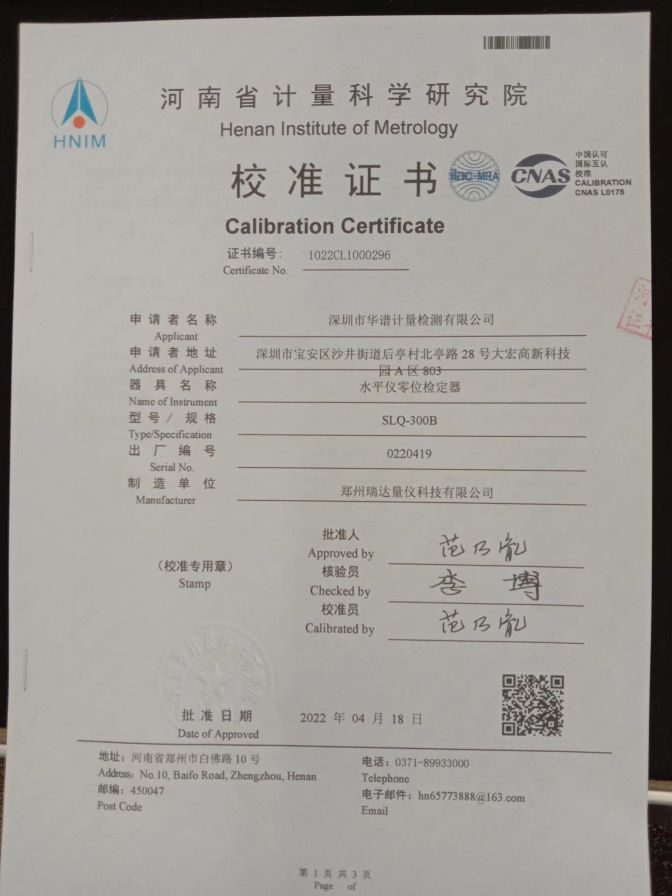 HNIM
河南省计量科学研究院
Henan Institute of Metrology
校准证书
ilac-MRA
CNAS
中国认可
国际互认
校准
CALIBRATION
CNAS L0175
Calibration Certificate
证书编号: 1022CL1000296
Certificate No.
申请者名称 深圳市华谱计量检测有限公司
Applicant
申请者地址 深圳市宝安区沙井街道后亭村北亭路 28 号大宏高新科技
Address of Applicant 园 A 区 803
器具名称 水平仪零位检定器
Name of Instrument
型号/规格 SLQ-300B
Type/Specification
出厂编号 0220419
Serial No.
制造单位 郑州瑞达量仪科技有限公司
Manufacturer
批准人 范乃胤
Approved by
(校准专用章) 核验员 李博
Stamp Checked by
校准员 范乃胤
Calibrated by
批准日期 2022 年 04 月 18 日
Date of Approved
地址: 河南省郑州市白佛路 10 号 电话: 0371-89933000
Address: No.10, Baifo Road, Zhengzhou, Henan Telephone
邮编: 450047 电子邮件: hn65773888@163.com
Post Code Email
第 1 页 共 3 页
Page of